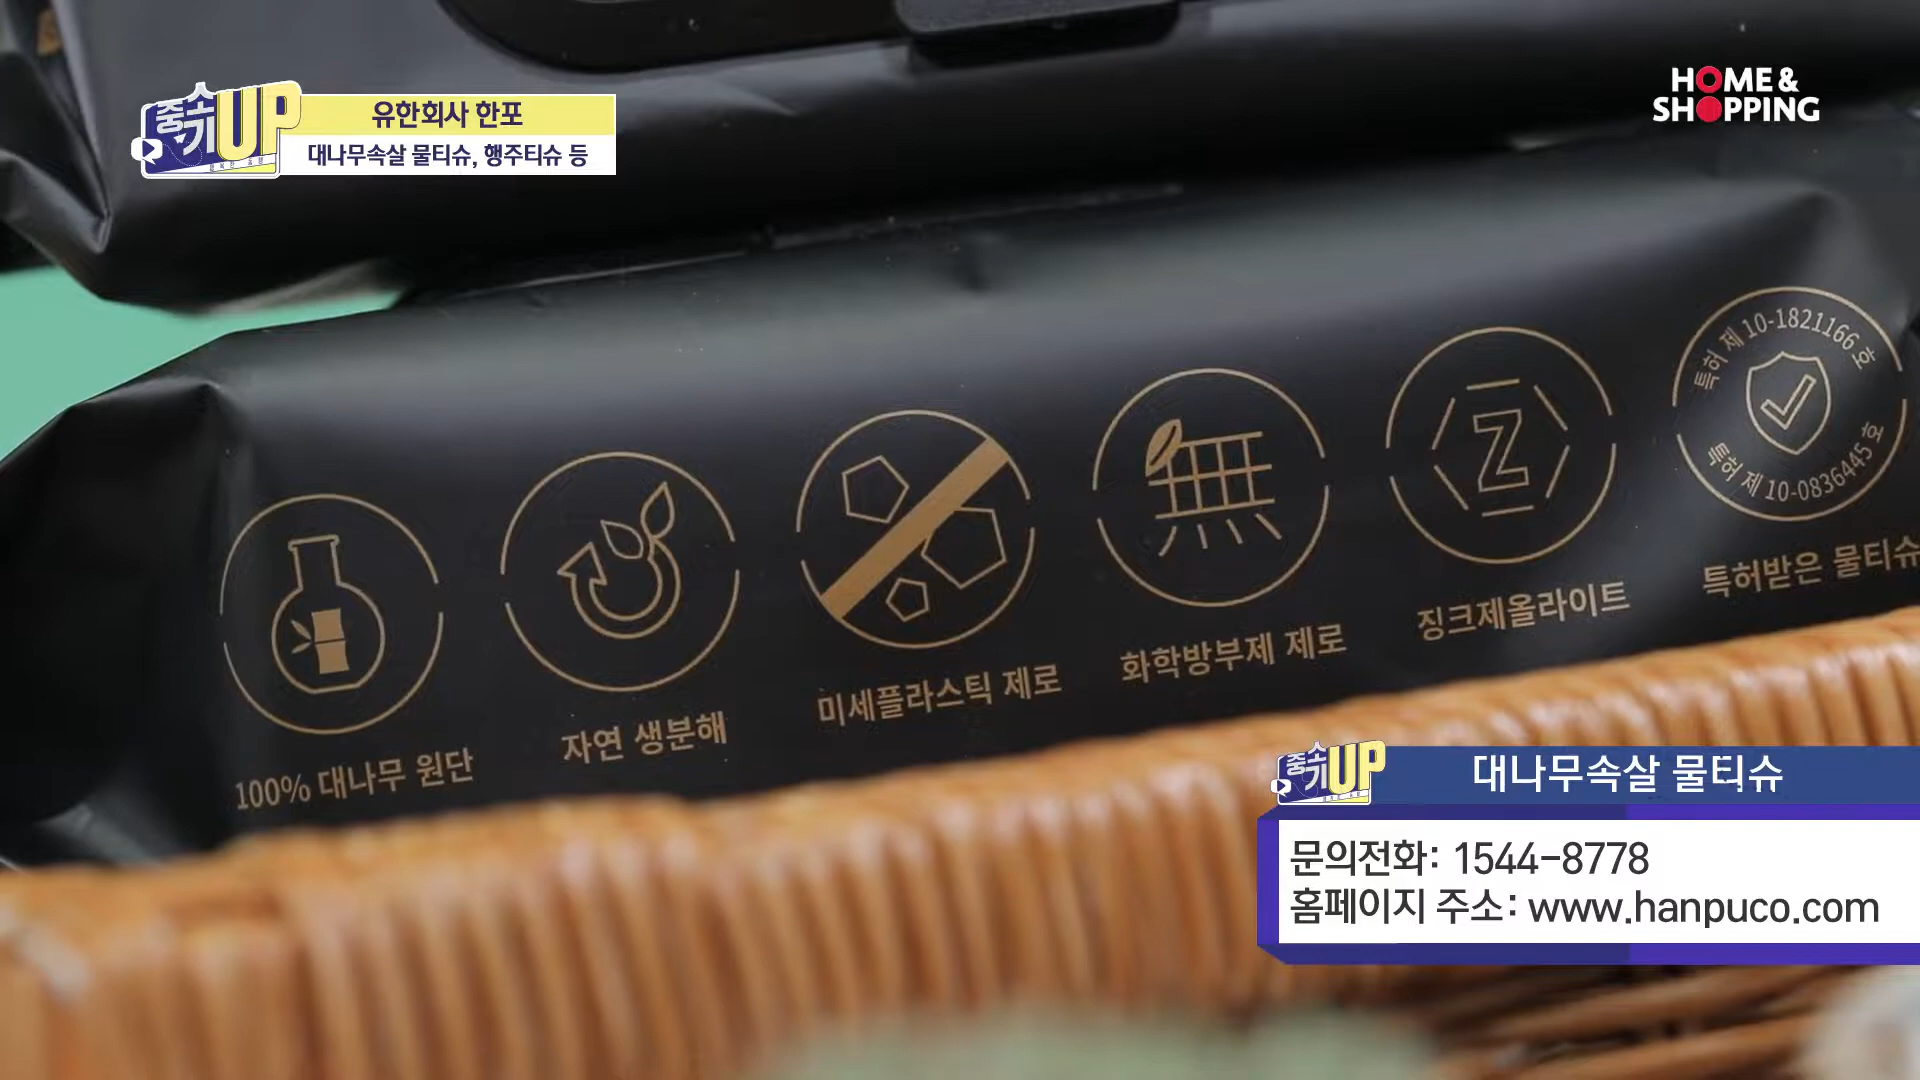 중소기UP
유한회사 한포
대나무속살 물티슈, 행주티슈 등
HOME&
SHOPPING
특허 제 10-1821166 호
특허 제 10-0836445 호
無
Z
100% 대나무 원단
자연 생분해
미세플라스틱 제로
화학방부제 제로
징크제올라이트
특허받은 물티슈
중소기UP
대나무속살 물티슈
문의전화: 1544-8778
홈페이지 주소: www.hanpuco.com